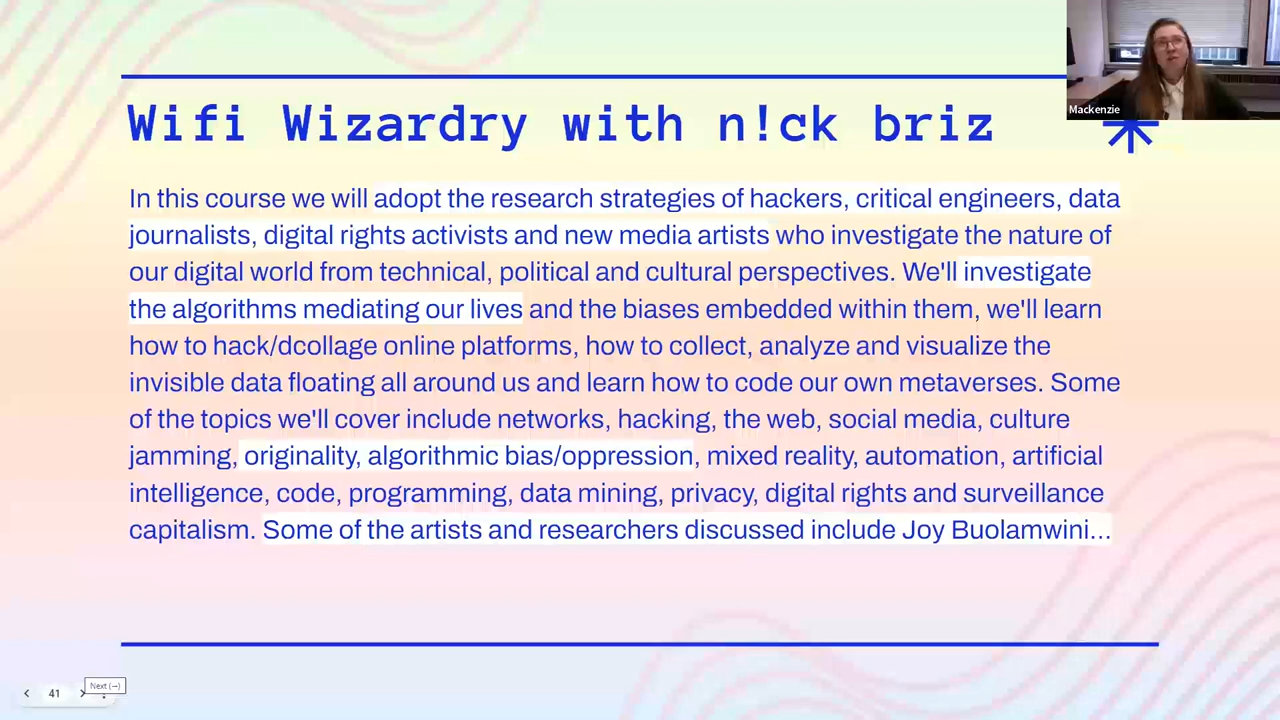 Mackenzie
Wifi Wizardry with n!ck briz
In this course we will adopt the research strategies of hackers, critical engineers, data
journalists, digital rights activists and new media artists who investigate the nature of
our digital world from technical, political and cultural perspectives. We'll investigate
the algorithms mediating our lives and the biases embedded within them, we'll learn
how to hack/dcollage online platforms, how to collect, analyze and visualize the
invisible data floating all around us and learn how to code our own metaverses. Some
of the topics we'll cover include networks, hacking, the web, social media, culture
jamming, originality, algorithmic bias/oppression, mixed reality, automation, artificial
intelligence, code, programming, data mining, privacy, digital rights and surveillance
capitalism. Some of the artists and researchers discussed include Joy Buolamwini...
Next (→)
41